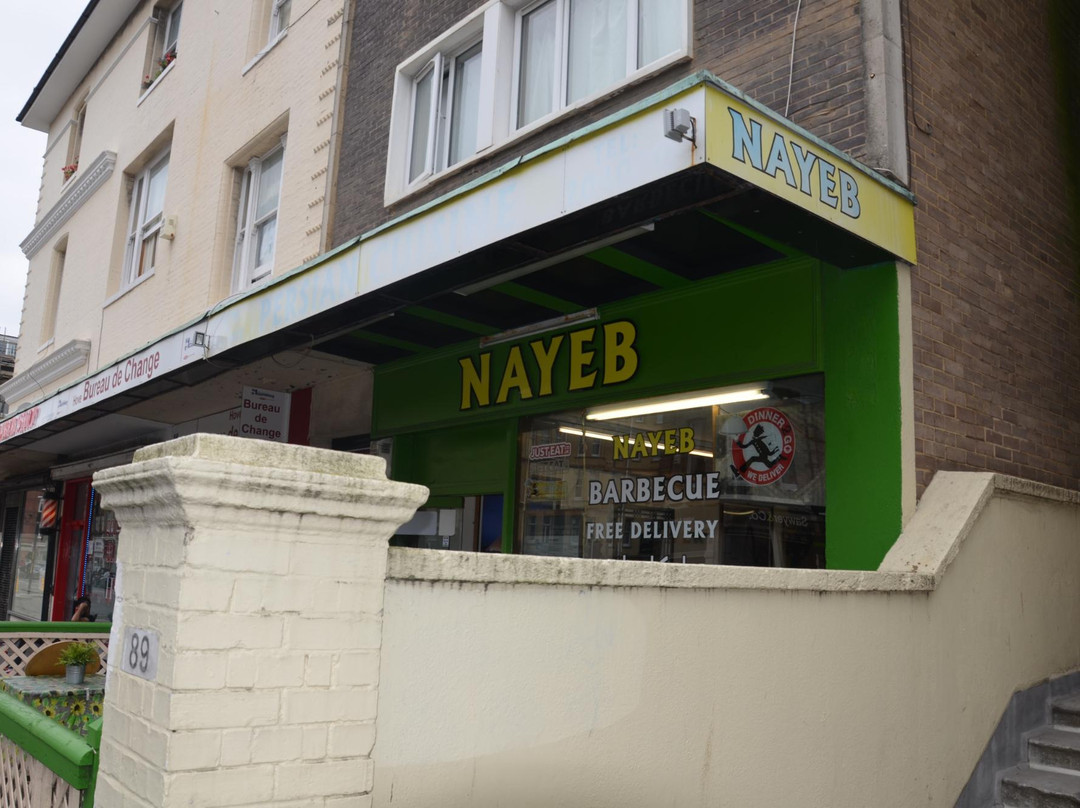 NAYEB
NAYEB
Hove Bureau de Change
Bureau
de
Change
JUST EAT
NAYEB
BARBECUE
FREE DELIVERY
DINNER GO
WE DELIVER
89